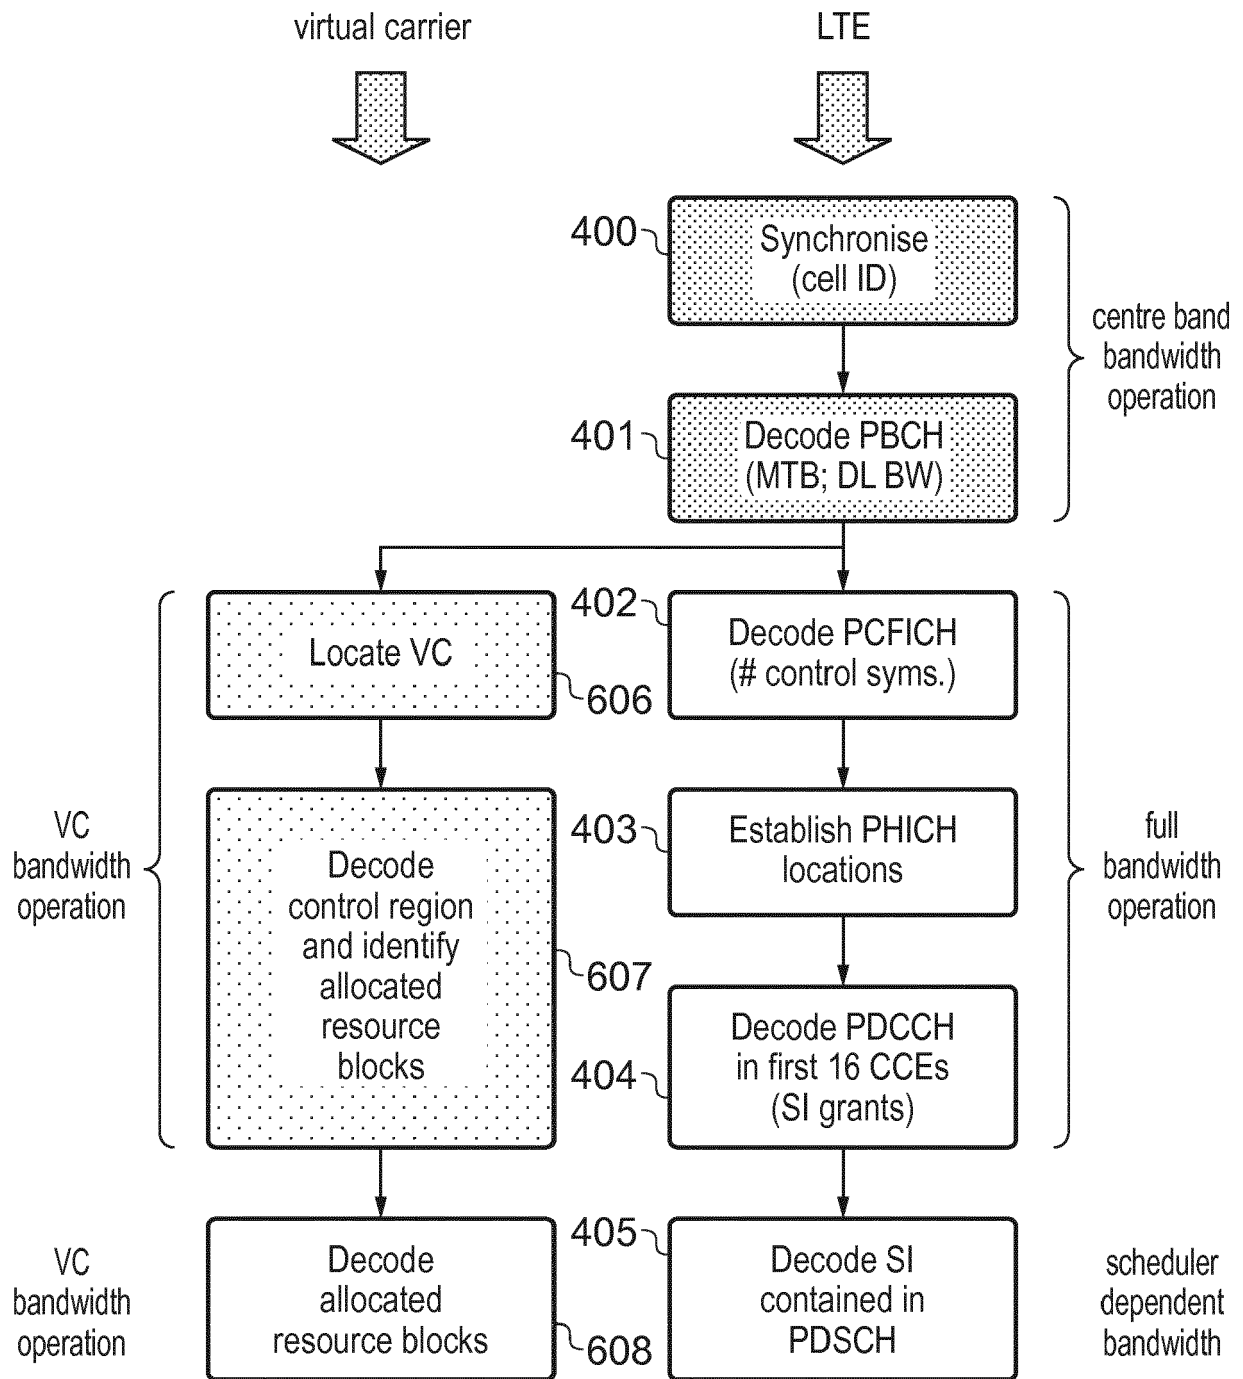 virtual carrier
LTE
400
Synchronise
(cell ID)
centre band
bandwidth
operation
401
Decode PBCH
(MTB; DL BW)
Locate VC
606
402
Decode PCFICH
(# control syms.)
VC
bandwidth
operation
Decode
control region
and identify
allocated
resource
blocks
607
403
Establish PHICH
locations
full
bandwidth
operation
404
Decode PDCCH
in first 16 CCEs
(SI grants)
VC
bandwidth
operation
Decode
allocated
resource blocks
608
405
Decode SI
contained in
PDSCH
scheduler
dependent
bandwidth